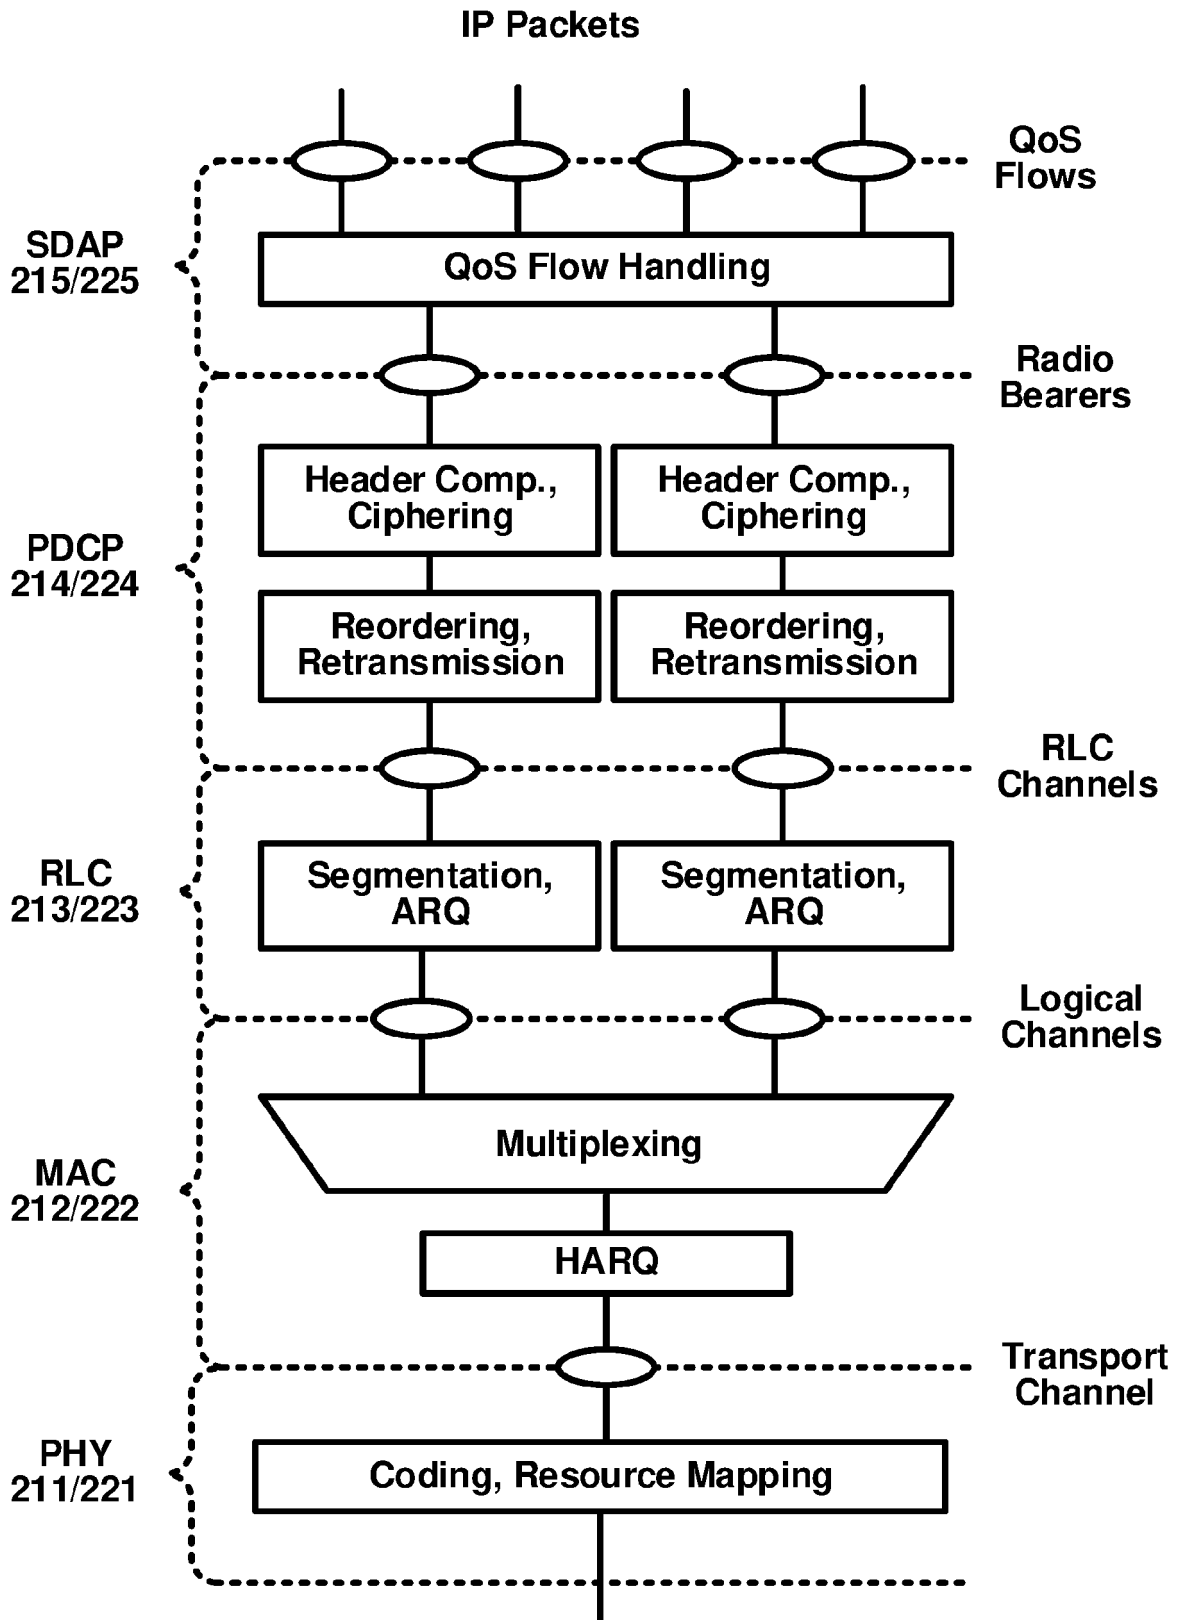 IP Packets
QoS
Flows
SDAP
215/225
QoS Flow Handling
Radio
Bearers
Header Comp.,
Ciphering
Header Comp.,
Ciphering
PDCP
214/224
Reordering,
Retransmission
Reordering,
Retransmission
RLC
Channels
RLC
213/223
Segmentation,
ARQ
Segmentation,
ARQ
Logical
Channels
Multiplexing
MAC
212/222
HARQ
Transport
Channel
PHY
211/221
Coding, Resource Mapping